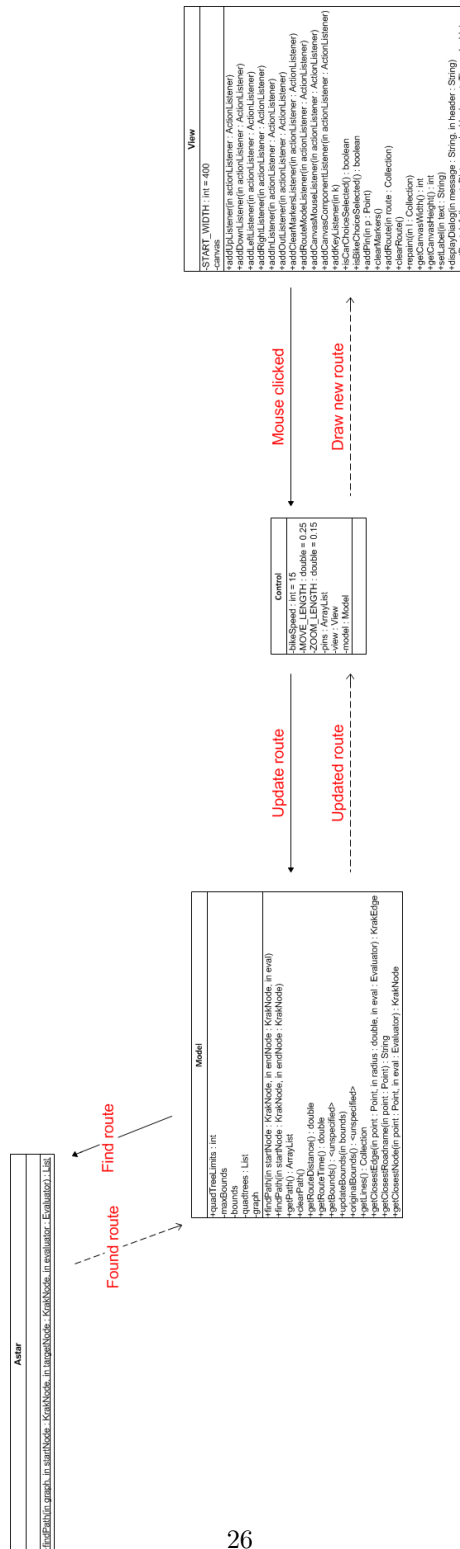 Astar
+findPath(in graph, in startNode : KrakNode, in targetNode : KrakNode, in evaluator : Evaluator) : List
Found route
Find route
Model
+quadTreeLimits : int
-maxBounds
-bounds
-quadtrees : List
-graph
+findPath(in startNode : KrakNode, in endNode : KrakNode, in eval)
+findPath(in startNode : KrakNode, in endNode : KrakNode)
+getPath() : ArrayList
+clearPath()
+getRouteDistance() : double
+getRouteTime() : double
+getBounds() : <unspecified>
+updateBounds(in bounds)
+originalBounds() : <unspecified>
+getLines() : Collection
+getClosestEdge(in point : Point, in radius : double, in eval : Evaluator) : KrakEdge
+getClosestRoadname(in point : Point) : String
+getClosestNode(in point : Point, in eval : Evaluator) : KrakNode
Update route
Updated route
Control
-bikeSpeed : int = 15
-MOVE_LENGTH : double = 0.25
-ZOOM_LENGTH : double = 0.15
-pins : ArrayList
-view : View
-model : Model
Mouse clicked
Draw new route
View
-START_WIDTH : int = 400
-canvas
+addUpListener(in actionListener : ActionListener)
+addDownListener(in actionListener : ActionListener)
+addLeftListener(in actionListener : ActionListener)
+addRightListener(in actionListener : ActionListener)
+addInListener(in actionListener : ActionListener)
+addOutListener(in actionListener : ActionListener)
+addClearMarkersListener(in actionListener : ActionListener)
+addRouteModeListener(in actionListener : ActionListener)
+addCanvasMouseListener(in actionListener : ActionListener)
+addCanvasComponentListener(in actionListener : ActionListener)
+addKeyListener(in k)
+isCarChoiceSelected() : boolean
+isBikeChoiceSelected() : boolean
+addPin(in p : Point)
+clearMarkers()
+addRoute(in route : Collection)
+clearRoute()
+repaint(in l : Collection)
+getCanvasWidth() : int
+getCanvasHeight() : int
+setLabel(in text : String)
+displayDialog(in message : String, in header : String)
26